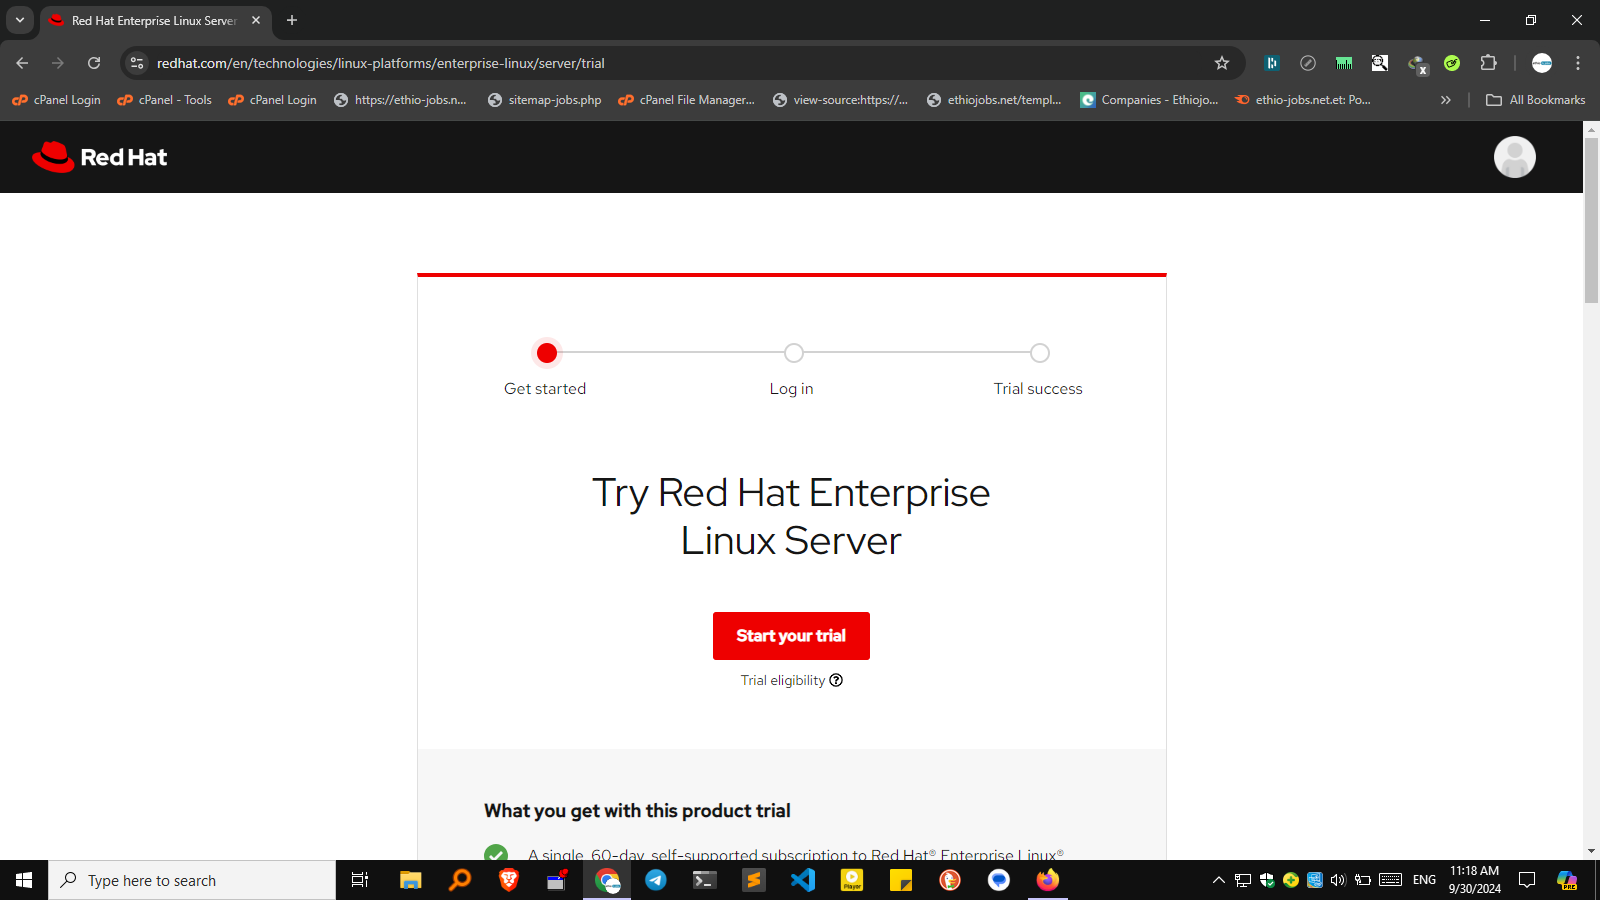 Red Hat Enterprise Linux Server
redhat.com/en/technologies/linux-platforms/enterprise-linux/server/trial
cPanel Login
cPanel - Tools
cPanel Login
https://ethio-jobs.n...
sitemap-jobs.php
cPanel File Manager...
view-source:https://...
ethiojobs.net/templ...
Companies - Ethiojo...
ethio-jobs.net.et: Po...
All Bookmarks
Red Hat
Get started
Log in
Trial success
Try Red Hat Enterprise
Linux Server
Start your trial
Trial eligibility
What you get with this product trial
A single, 60-day, self-supported subscription to Red Hat® Enterprise Linux®
Type here to search
Player
ENG
11:18 AM
9/30/2024
PRE